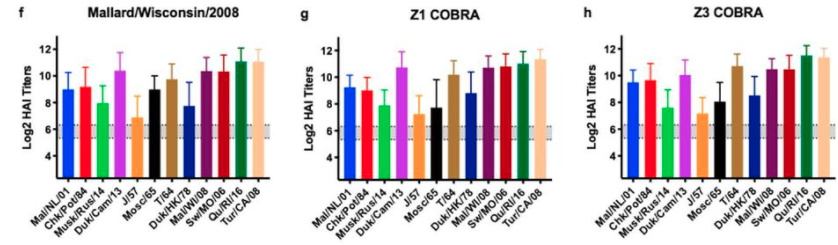 f Mallard/Wisconsin/2008
Log2 HAI Titers
12
10
8
6
4
Mal/NL/01
Chk/Pot/84
Musk/Rus/14
Duk/Cam/13
J/57
Mosc/65
T/64
Duk/HK/78
Mal/WI/08
Sw/MO/06
Qu/RI/16
Tur/CA/08
g Z1 COBRA
Log2 HAI Titers
12
10
8
6
4
Mal/NL/01
Chk/Pot/84
Musk/Rus/14
Duk/Cam/13
J/57
Mosc/65
T/64
Duk/HK/78
Mal/WI/08
Sw/MO/06
Qu/RI/16
Tur/CA/08
h Z3 COBRA
Log2 HAI Titers
12
10
8
6
4
Mal/NL/01
Chk/Pot/84
Musk/Rus/14
Duk/Cam/13
J/57
Mosc/65
T/64
Duk/HK/78
Mal/WI/08
Sw/MO/06
Qu/RI/16
Tur/CA/08